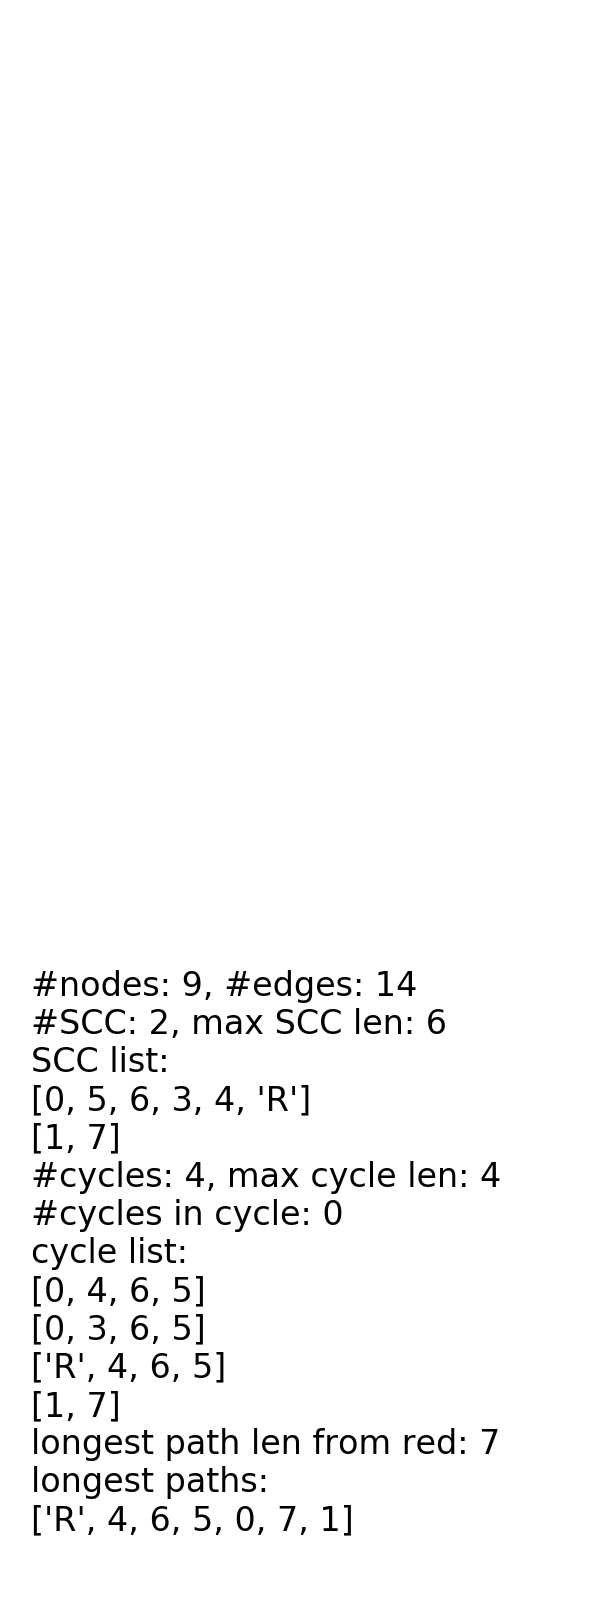 #nodes: 9, #edges: 14
#SCC: 2, max SCC len: 6
SCC list:
[0, 5, 6, 3, 4, 'R']
[1, 7]
#cycles: 4, max cycle len: 4
#cycles in cycle: 0
cycle list:
[0, 4, 6, 5]
[0, 3, 6, 5]
['R', 4, 6, 5]
[1, 7]
longest path len from red: 7
longest paths:
['R', 4, 6, 5, 0, 7, 1]